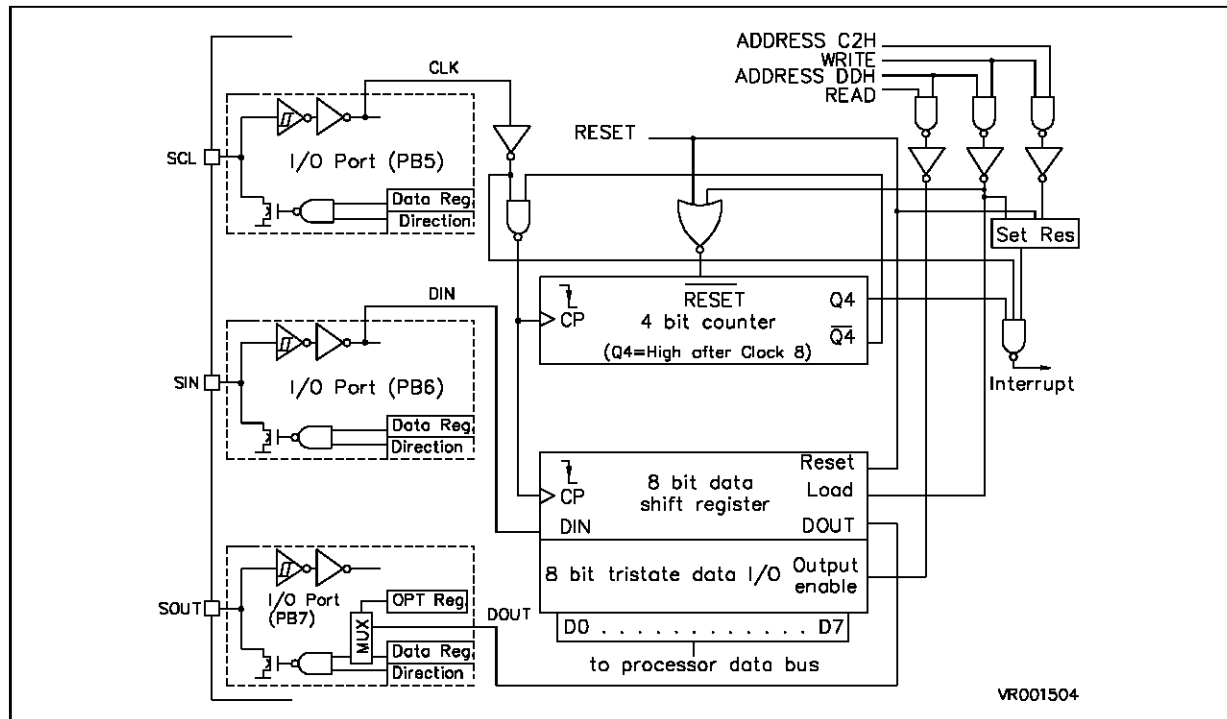 ADDRESS C2H
WRITE
ADDRESS DDH
READ
CLK
RESET
SCL
I/O Port (PB5)
Data Reg.
Direction
Set Res
RESET
4 bit counter
(Q4=High after Clock 8)
CP
Q4
Q4
Interrupt
DIN
SIN
I/O Port (PB6)
Data Reg.
Direction
CP
8 bit data
shift register
Reset
Load
DIN
DOUT
8 bit tristate data I/O
Output
enable
SOUT
I/O Port
(PB7)
OPT Reg.
MUX
Data Reg.
Direction
DOUT
D0 . . . . . . . . . . . . D7
to processor data bus
VR001504